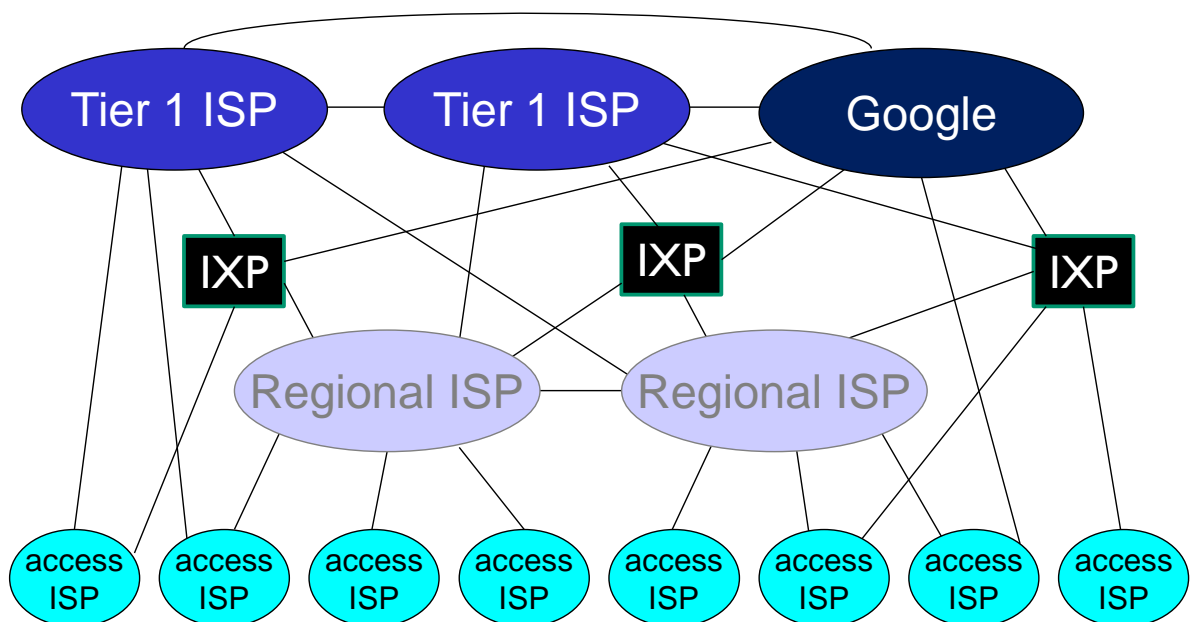 Tier 1 ISP
Tier 1 ISP
Google
IXP
IXP
IXP
Regional ISP
Regional ISP
access
ISP
access
ISP
access
ISP
access
ISP
access
ISP
access
ISP
access
ISP
access
ISP